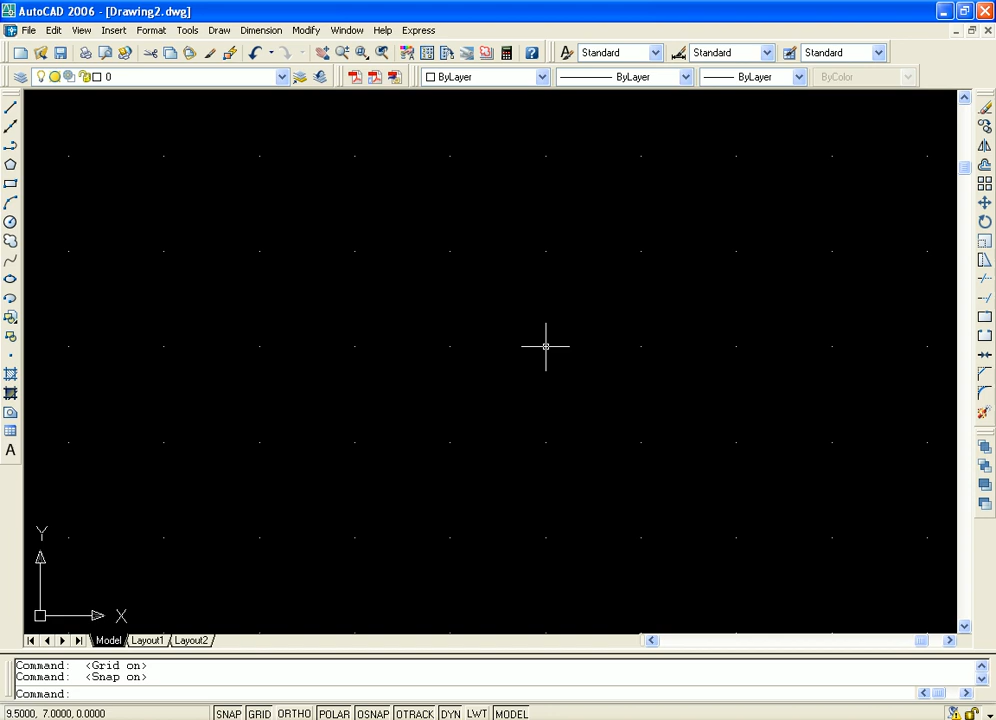 AutoCAD 2006 - [Drawing2.dwg]
File Edit View Insert Format Tools Draw Dimension Modify Window Help Express
Standard Standard Standard
0 ByLayer ByLayer ByLayer ByColor
A
Y
X
Model Layout1 Layout2
Command: <Grid on>
Command: <Snap on>
Command:
9.5000, 7.0000, 0.0000 SNAP GRID ORTHO POLAR OSNAP OTRACK DYN LWT MODEL